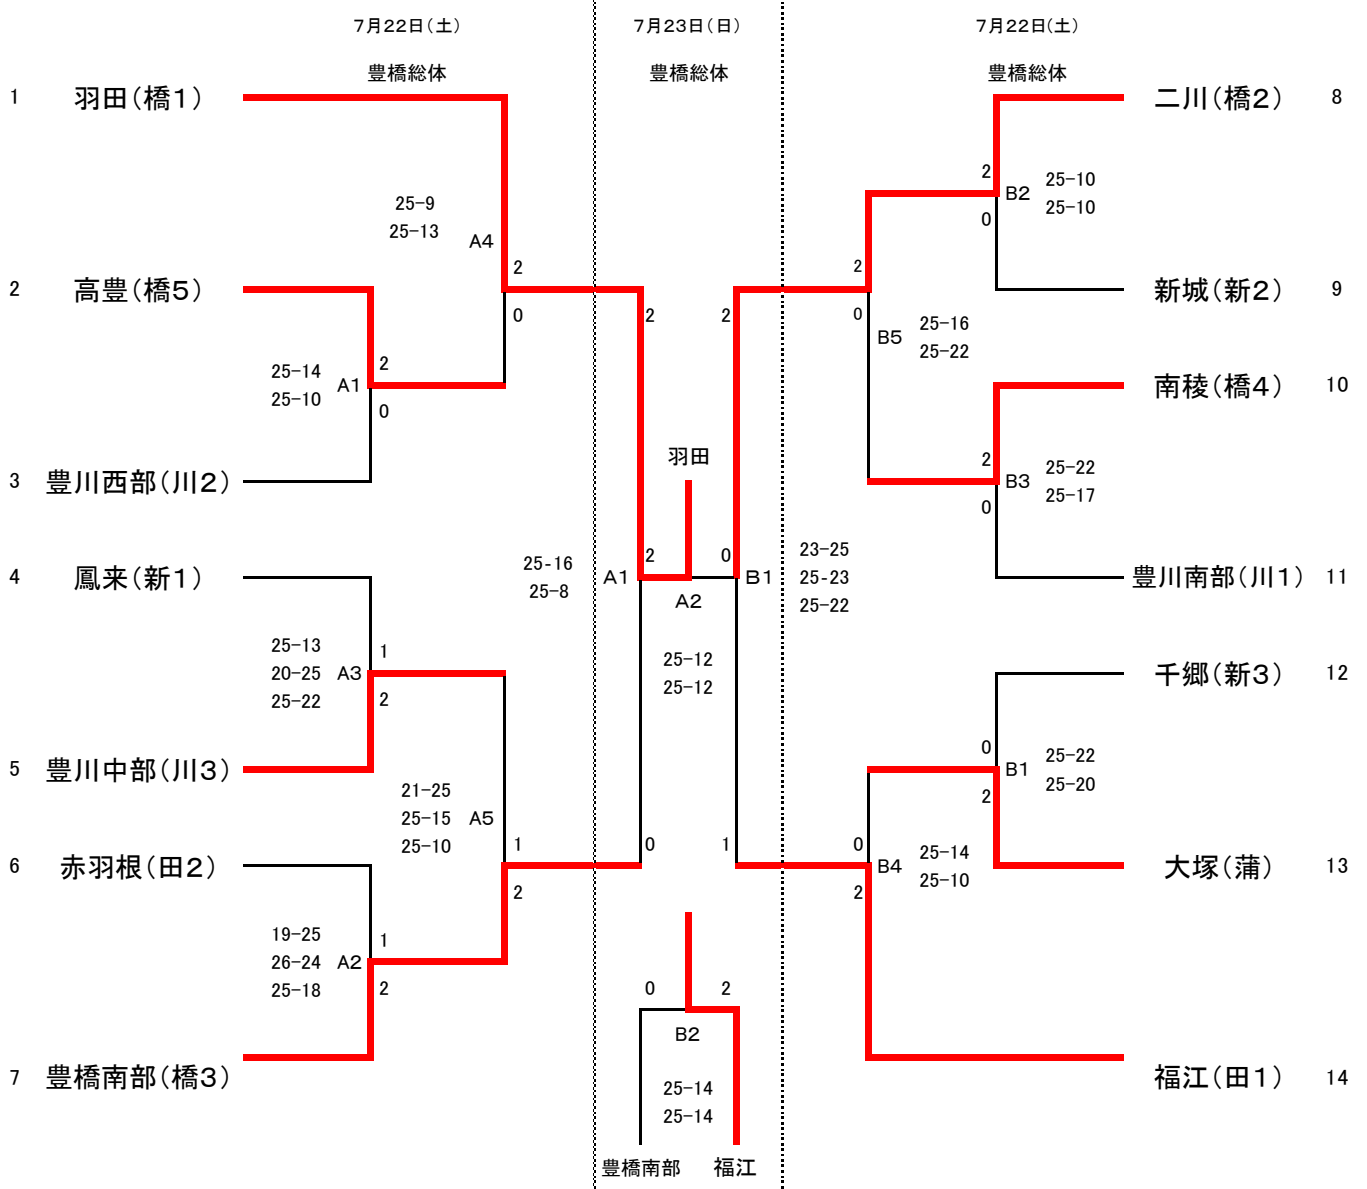 7月22日(土)
7月23日(日)
7月22日(土)
豊橋総体
豊橋総体
豊橋総体
1
羽田(橋1)
25-9
25-13
A4
2
0
2
高豊(橋5)
25-14
25-10
A1
2
0
3
豊川西部(川2)
4
鳳来(新1)
25-13
20-25
25-22
A3
1
2
5
豊川中部(川3)
21-25
25-15
25-10
A5
1
2
6
赤羽根(田2)
19-25
26-24
25-18
A2
1
2
7
豊橋南部(橋3)
2
2
羽田
25-16
25-8
A1
2
0
B1
A2
23-25
25-23
25-22
25-12
25-12
0
1
0
2
B2
25-14
25-14
豊橋南部
福江
二川(橋2)
8
2
B2
0
25-10
25-10
新城(新2)
9
2
0
B5
25-16
25-22
南稜(橋4)
10
2
B3
0
25-22
25-17
豊川南部(川1)
11
千郷(新3)
12
0
B1
2
25-22
25-20
大塚(蒲)
13
0
B4
2
25-14
25-10
福江(田1)
14